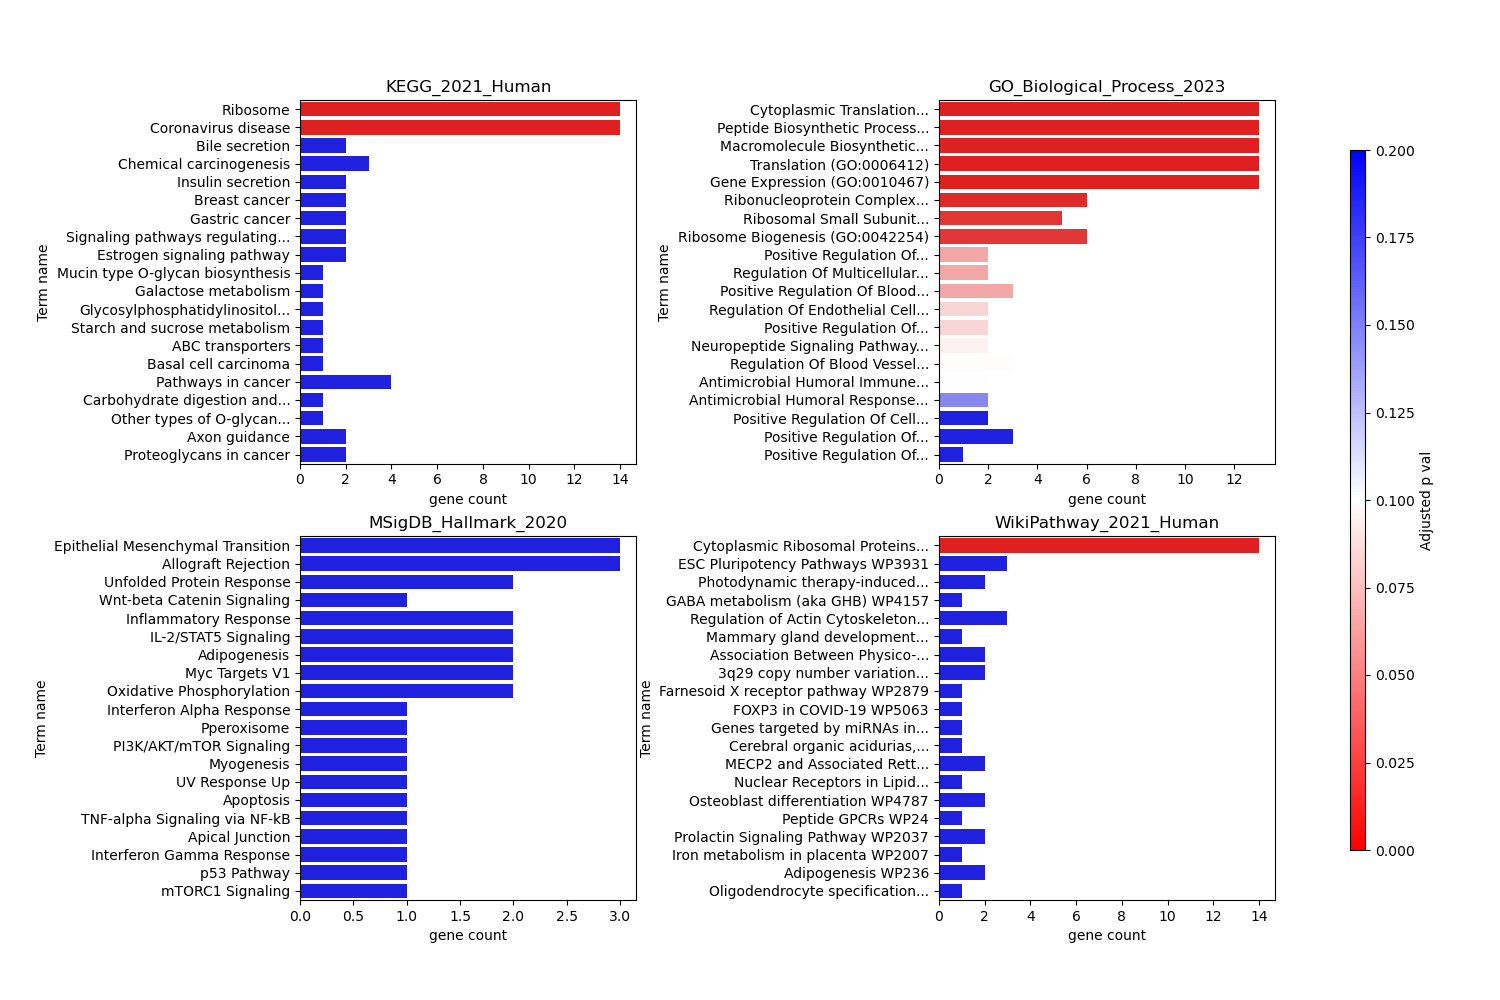 KEGG_2021_Human
Term name
Ribosome
Coronavirus disease
Bile secretion
Chemical carcinogenesis
Insulin secretion
Breast cancer
Gastric cancer
Signaling pathways regulating...
Estrogen signaling pathway
Mucin type O-glycan biosynthesis
Galactose metabolism
Glycosylphosphatidylinositol...
Starch and sucrose metabolism
ABC transporters
Basal cell carcinoma
Pathways in cancer
Carbohydrate digestion and...
Other types of O-glycan...
Axon guidance
Proteoglycans in cancer
0 2 4 6 8 10 12 14
gene count
GO_Biological_Process_2023
Term name
Cytoplasmic Translation...
Peptide Biosynthetic Process...
Macromolecule Biosynthetic...
Translation (GO:0006412)
Gene Expression (GO:0010467)
Ribonucleoprotein Complex...
Ribosomal Small Subunit...
Ribosome Biogenesis (GO:0042254)
Positive Regulation Of...
Regulation Of Multicellular...
Positive Regulation Of Blood...
Regulation Of Endothelial Cell...
Positive Regulation Of...
Neuropeptide Signaling Pathway...
Regulation Of Blood Vessel...
Antimicrobial Humoral Immune...
Antimicrobial Humoral Response...
Positive Regulation Of Cell...
Positive Regulation Of...
Positive Regulation Of...
0 2 4 6 8 10 12
gene count
MSigDB_Hallmark_2020
Term name
Epithelial Mesenchymal Transition
Allograft Rejection
Unfolded Protein Response
Wnt-beta Catenin Signaling
Inflammatory Response
IL-2/STAT5 Signaling
Adipogenesis
Myc Targets V1
Oxidative Phosphorylation
Interferon Alpha Response
Pperoxisome
PI3K/AKT/mTOR Signaling
Myogenesis
UV Response Up
Apoptosis
TNF-alpha Signaling via NF-kB
Apical Junction
Interferon Gamma Response
p53 Pathway
mTORC1 Signaling
0.0 0.5 1.0 1.5 2.0 2.5 3.0
gene count
WikiPathway_2021_Human
Term name
Cytoplasmic Ribosomal Proteins...
ESC Pluripotency Pathways WP3931
Photodynamic therapy-induced...
GABA metabolism (aka GHB) WP4157
Regulation of Actin Cytoskeleton...
Mammary gland development...
Association Between Physico-...
3q29 copy number variation...
Farnesoid X receptor pathway WP2879
FOXP3 in COVID-19 WP5063
Genes targeted by miRNAs in...
Cerebral organic acidurias,...
MECP2 and Associated Rett...
Nuclear Receptors in Lipid...
Osteoblast differentiation WP4787
Peptide GPCRs WP24
Prolactin Signaling Pathway WP2037
Iron metabolism in placenta WP2007
Adipogenesis WP236
Oligodendrocyte specification...
0 2 4 6 8 10 12 14
gene count
0.200
0.175
0.150
0.125
0.100
0.075
0.050
0.025
0.000
Adjusted p val